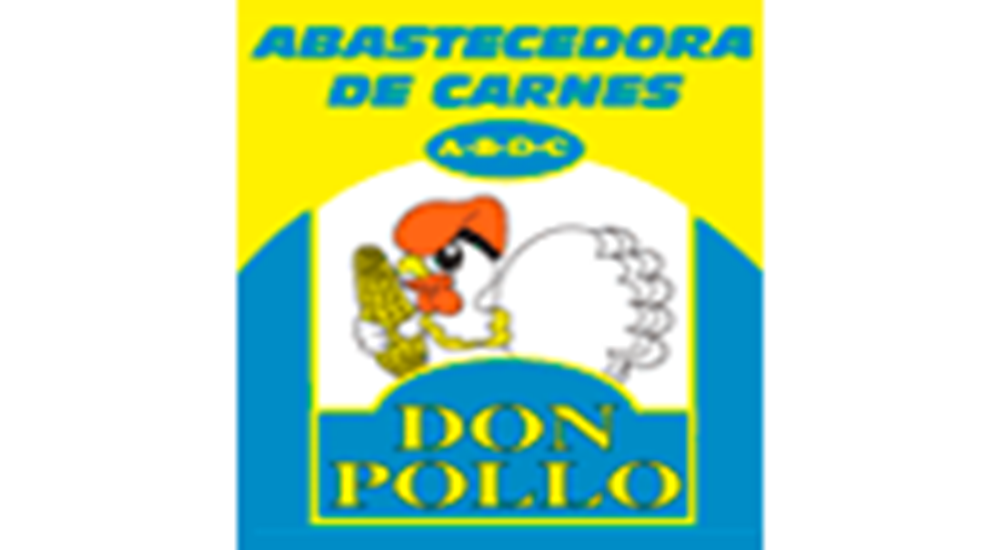 ABASTECEDORA
DE CARNES
A-B-D-C
DON
POLLO